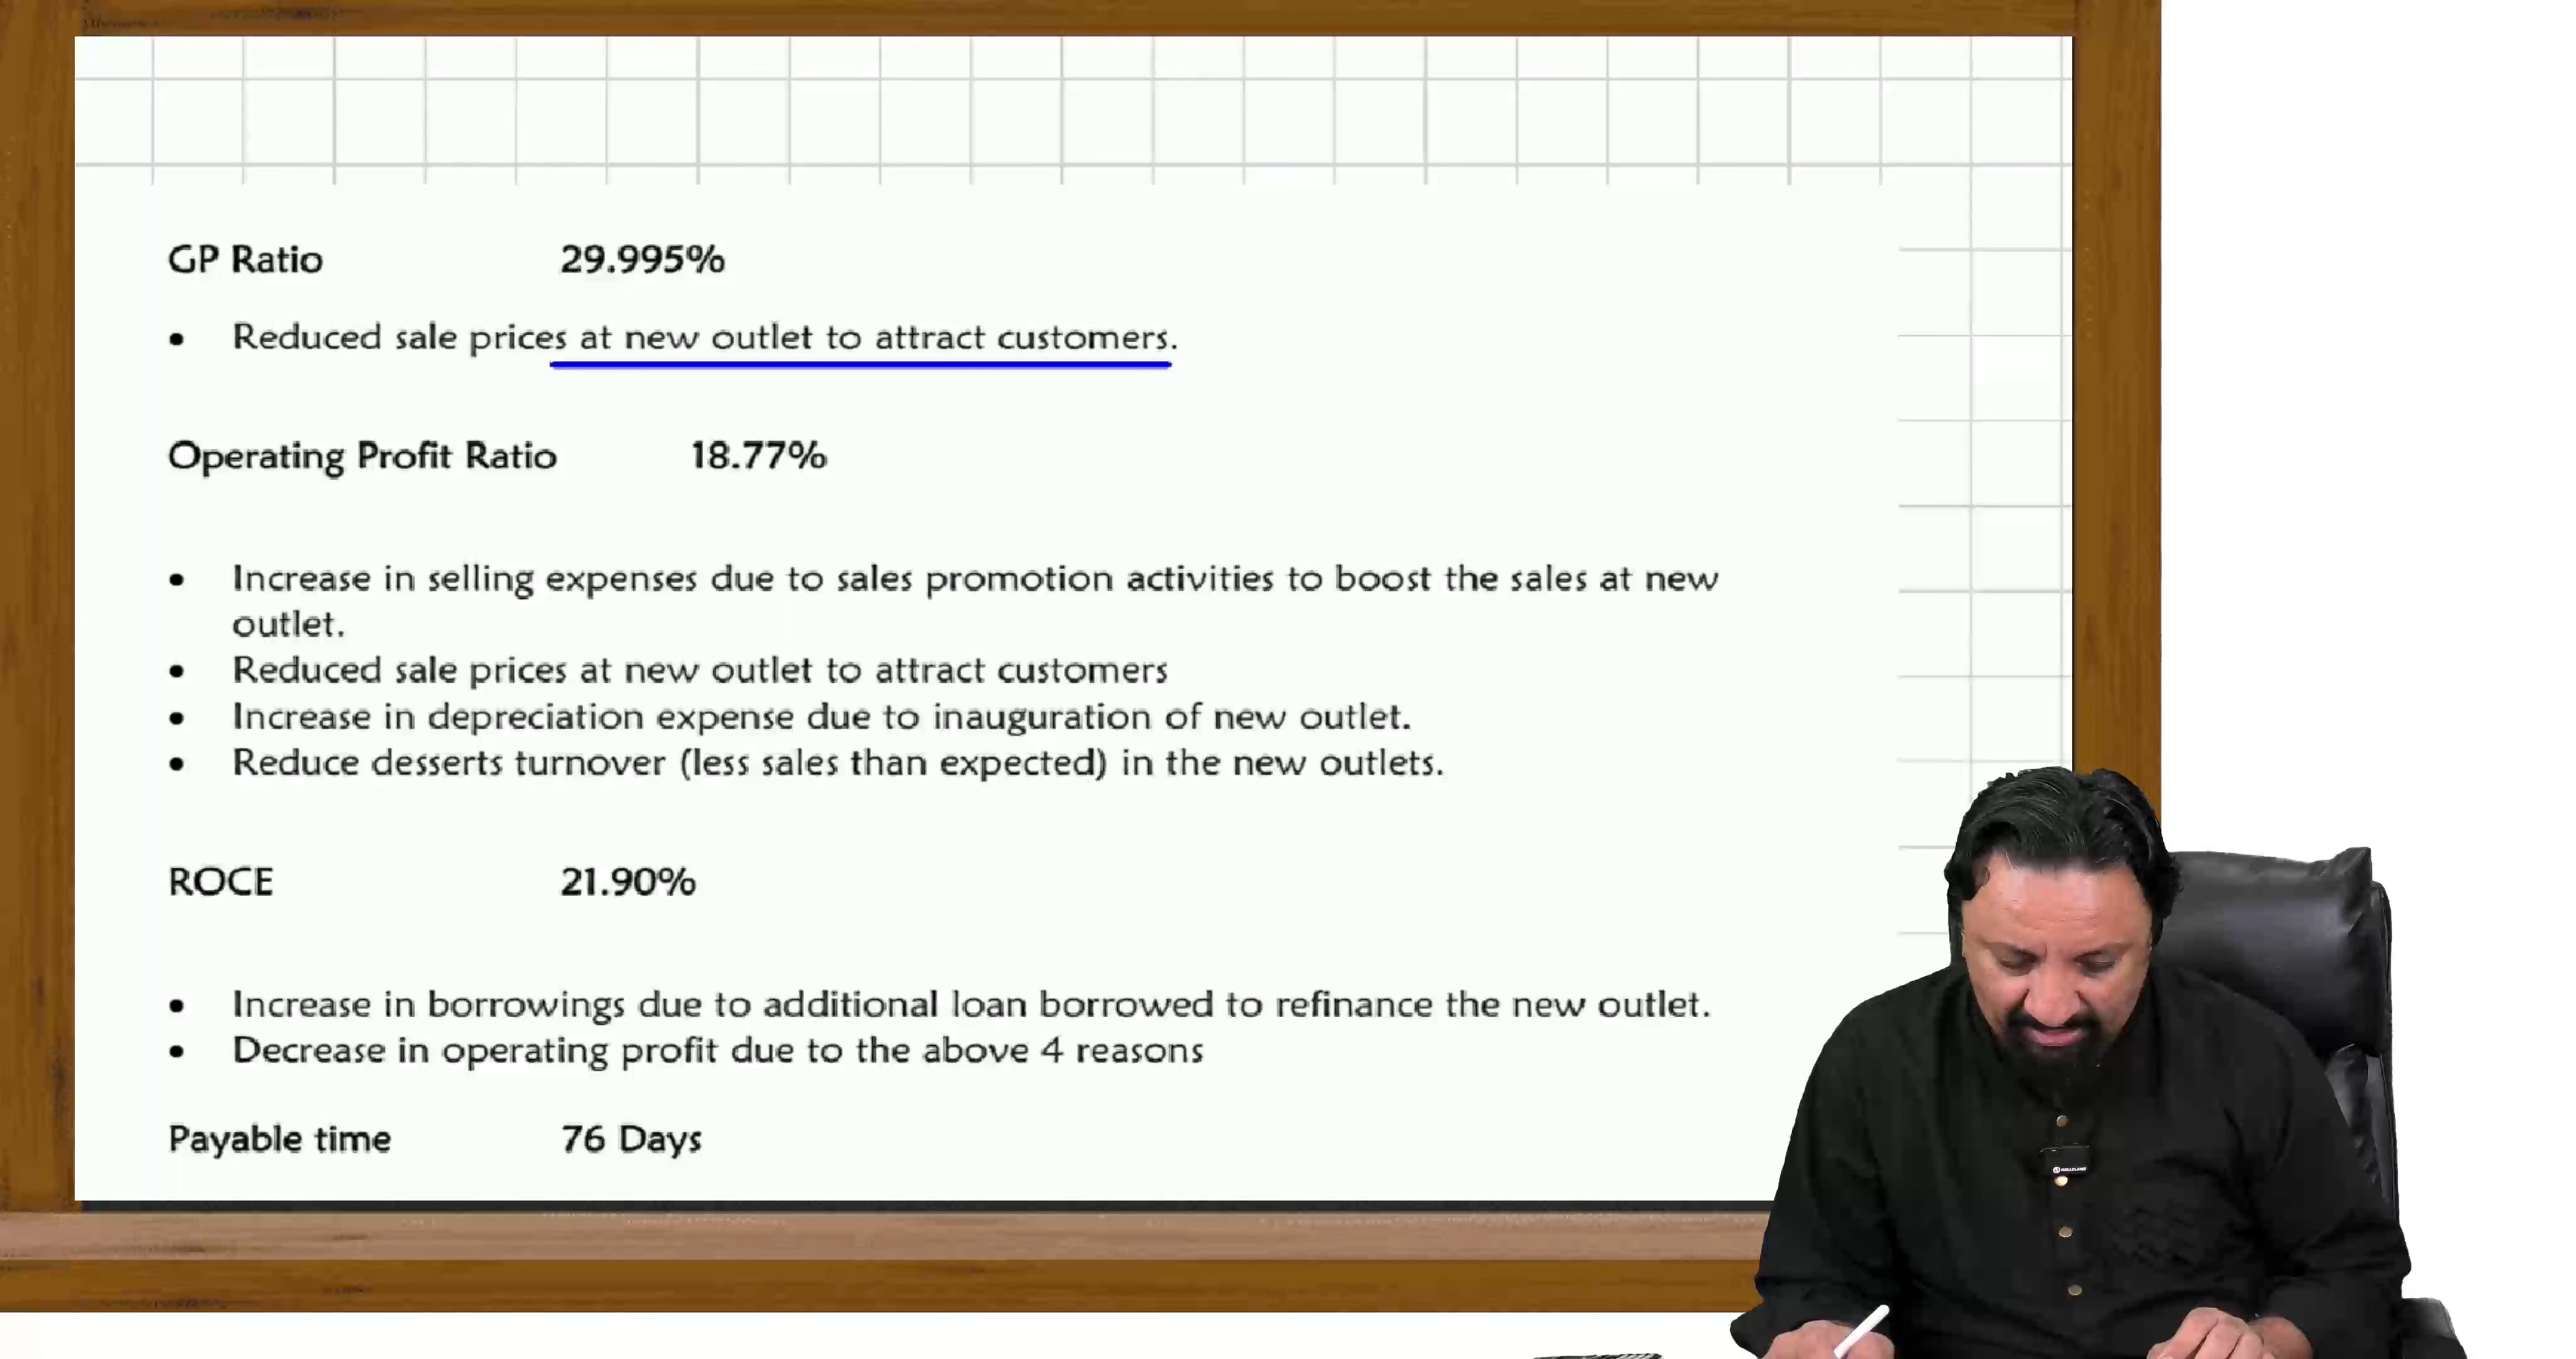 GP Ratio 29.995%
• Reduced sale prices at new outlet to attract customers.
Operating Profit Ratio 18.77%
• Increase in selling expenses due to sales promotion activities to boost the sales at new
outlet.
• Reduced sale prices at new outlet to attract customers
• Increase in depreciation expense due to inauguration of new outlet.
• Reduce desserts turnover (less sales than expected) in the new outlets.
ROCE 21.90%
• Increase in borrowings due to additional loan borrowed to refinance the new outlet.
• Decrease in operating profit due to the above 4 reasons
Payable time 76 Days